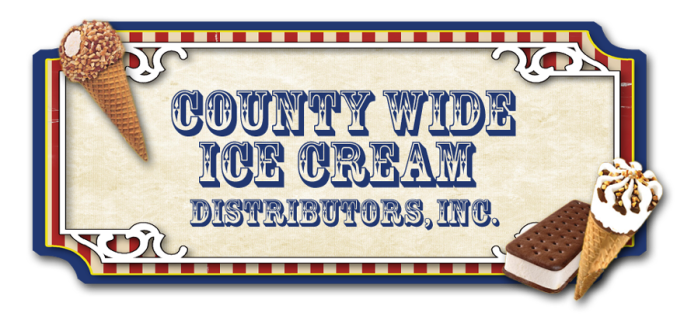 COUNTY WIDE
ICE CREAM
DISTRIBUTORS, INC.